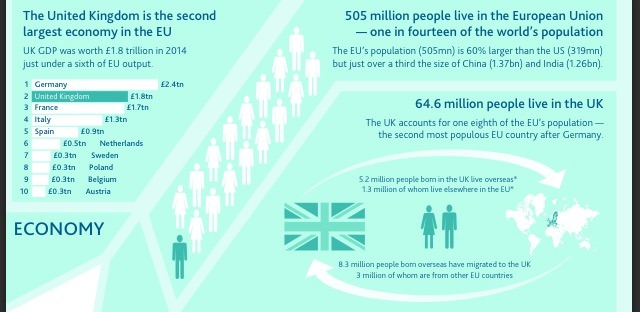 The United Kingdom is the second
largest economy in the EU
UK GDP was worth £1.8 trillion in 2014
just under a sixth of EU output.
1 Germany £2.4tn
2 United Kingdom £1.8tn
3 France £1.7tn
4 Italy £1.3tn
5 Spain £0.9tn
6 £0.5tn Netherlands
7 £0.3tn Sweden
8 £0.3tn Poland
9 £0.3tn Belgium
10 £0.3tn Austria
ECONOMY
505 million people live in the European Union
— one in fourteen of the world's population
The EU's population (505mn) is 60% larger than the US (319mn)
but just over a third the size of China (1.37bn) and India (1.26bn).
64.6 million people live in the UK
The UK accounts for one eighth of the EU's population —
the second most populous EU country after Germany.
5.2 million people born in the UK live overseas*
1.3 million of whom live elsewhere in the EU*
8.3 million people born overseas have migrated to the UK
3 million of whom are from other EU countries